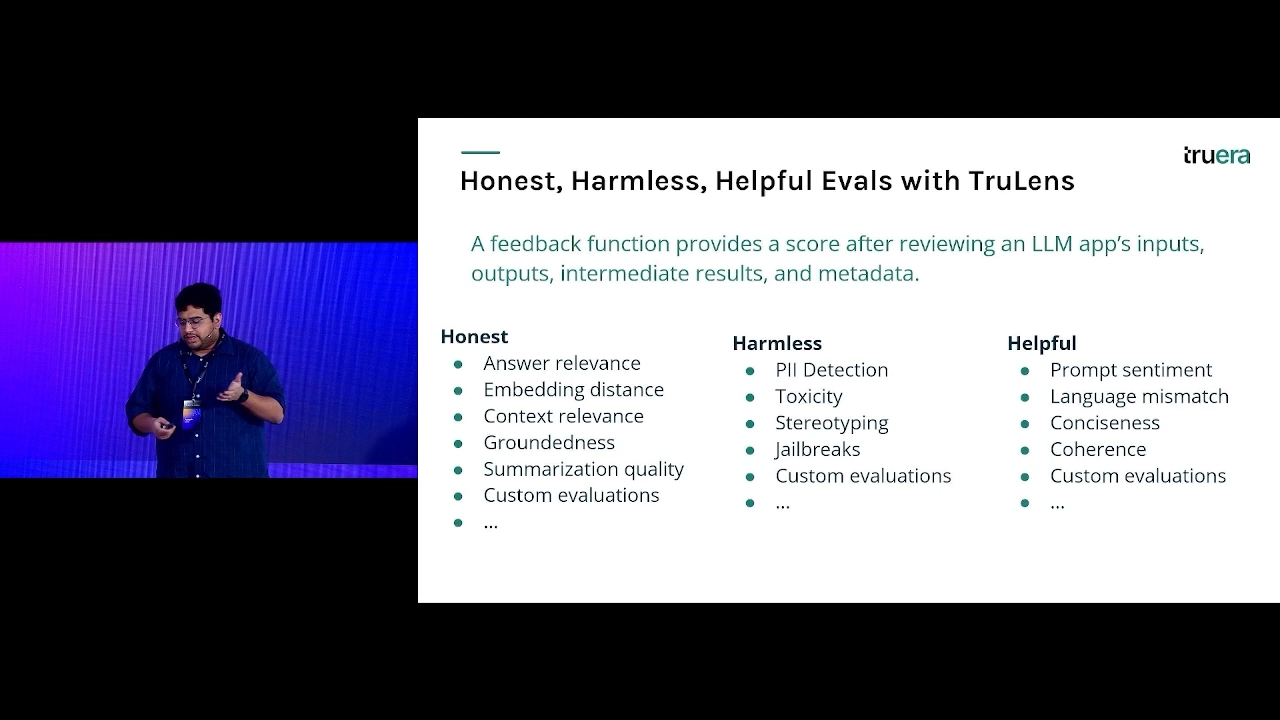 truera
Honest, Harmless, Helpful Evals with TruLens
A feedback function provides a score after reviewing an LLM app's inputs,
outputs, intermediate results, and metadata.
Honest
Answer relevance
Embedding distance
Context relevance
Groundedness
Summarization quality
Custom evaluations
...
Harmless
PII Detection
Toxicity
Stereotyping
Jailbreaks
Custom evaluations
...
Helpful
Prompt sentiment
Language mismatch
Conciseness
Coherence
Custom evaluations
...